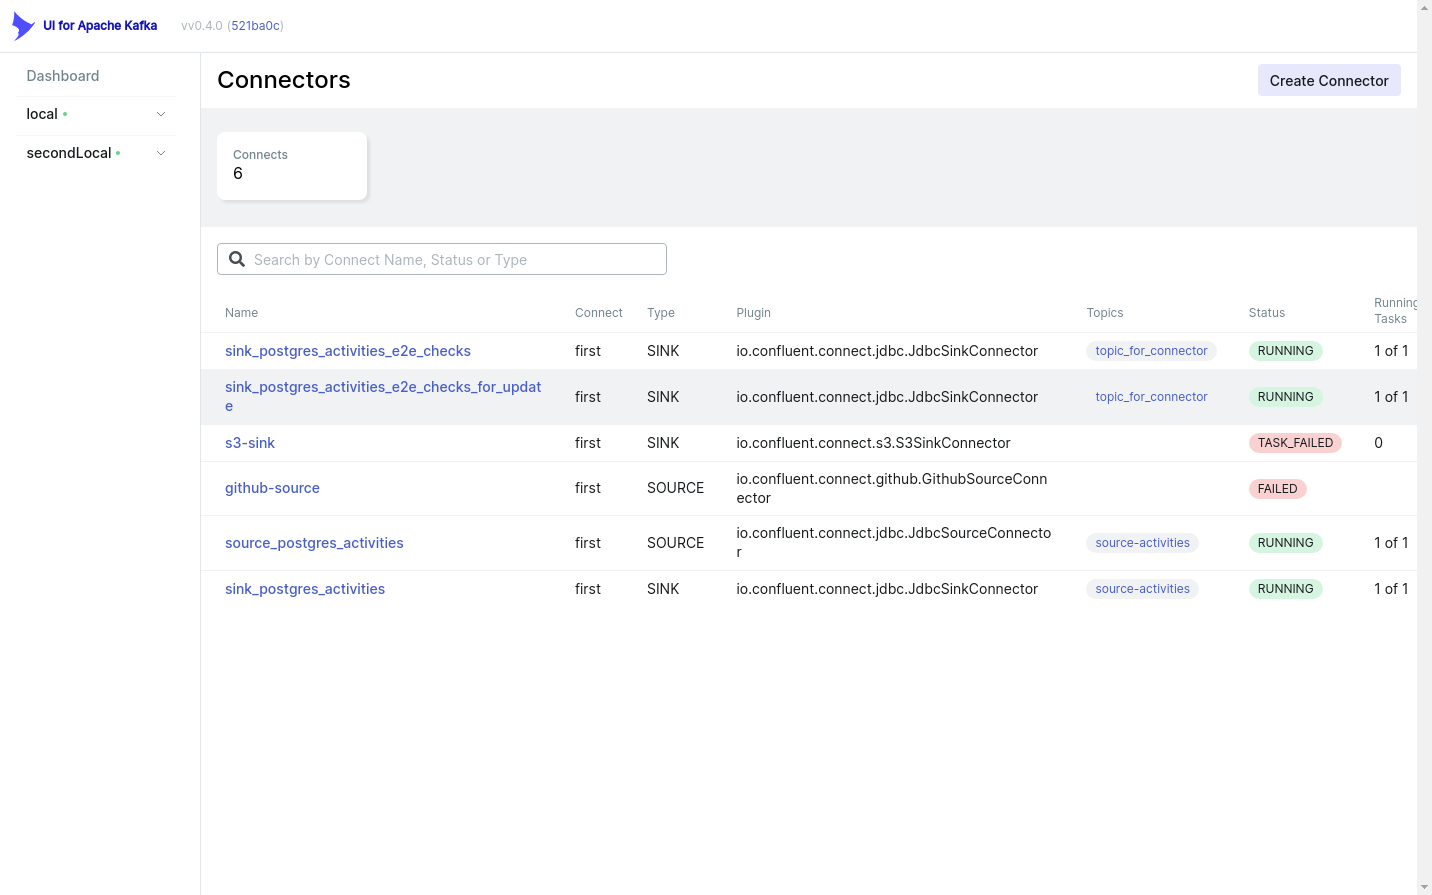 UI for Apache Kafka vv0.4.0 (521ba0c)
Dashboard
local
secondLocal
Connectors
Create Connector
Connects
6
Search by Connect Name, Status or Type
Name Connect Type Plugin Topics Status Running
Tasks
sink_postgres_activities_e2e_checks first SINK io.confluent.connect.jdbc.JdbcSinkConnector topic_for_connector RUNNING 1 of 1
sink_postgres_activities_e2e_checks_for_updat
e first SINK io.confluent.connect.jdbc.JdbcSinkConnector topic_for_connector RUNNING 1 of 1
s3-sink first SINK io.confluent.connect.s3.S3SinkConnector TASK_FAILED 0
github-source first SOURCE io.confluent.connect.github.GithubSourceConn
ector FAILED
source_postgres_activities first SOURCE io.confluent.connect.jdbc.JdbcSourceConnecto
r source-activities RUNNING 1 of 1
sink_postgres_activities first SINK io.confluent.connect.jdbc.JdbcSinkConnector source-activities RUNNING 1 of 1